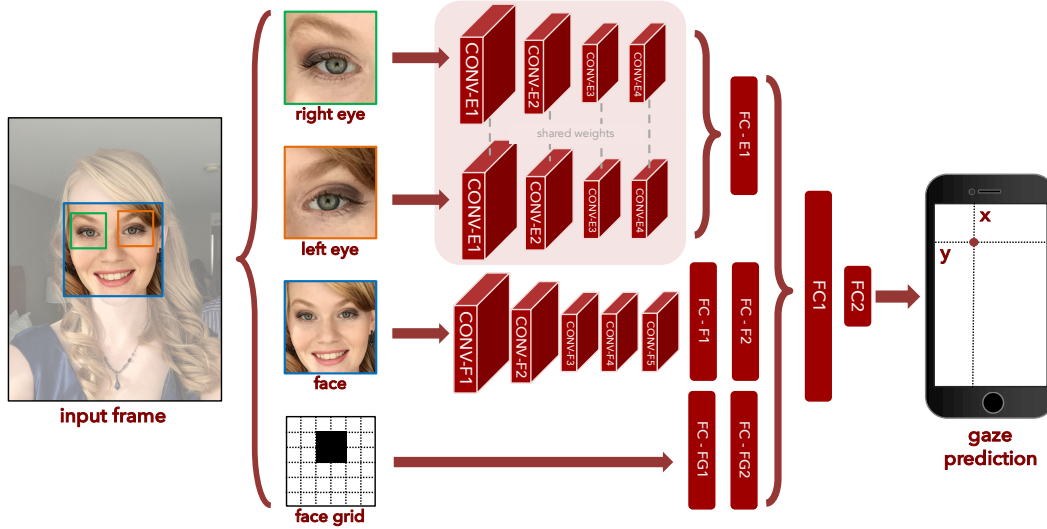 right eye
CONV-E1
CONV-E2
CONV-E3
CONV-E4
shared weights
left eye
CONV-E1
CONV-E2
CONV-E3
CONV-E4
FC - E1
input frame
face
CONV-F1
CONV-F2
CONV-F3
CONV-F4
CONV-F5
FC - F1
FC - F2
face grid
FC - FG1
FC - FG2
FC1
FC2
x
y
gaze
prediction